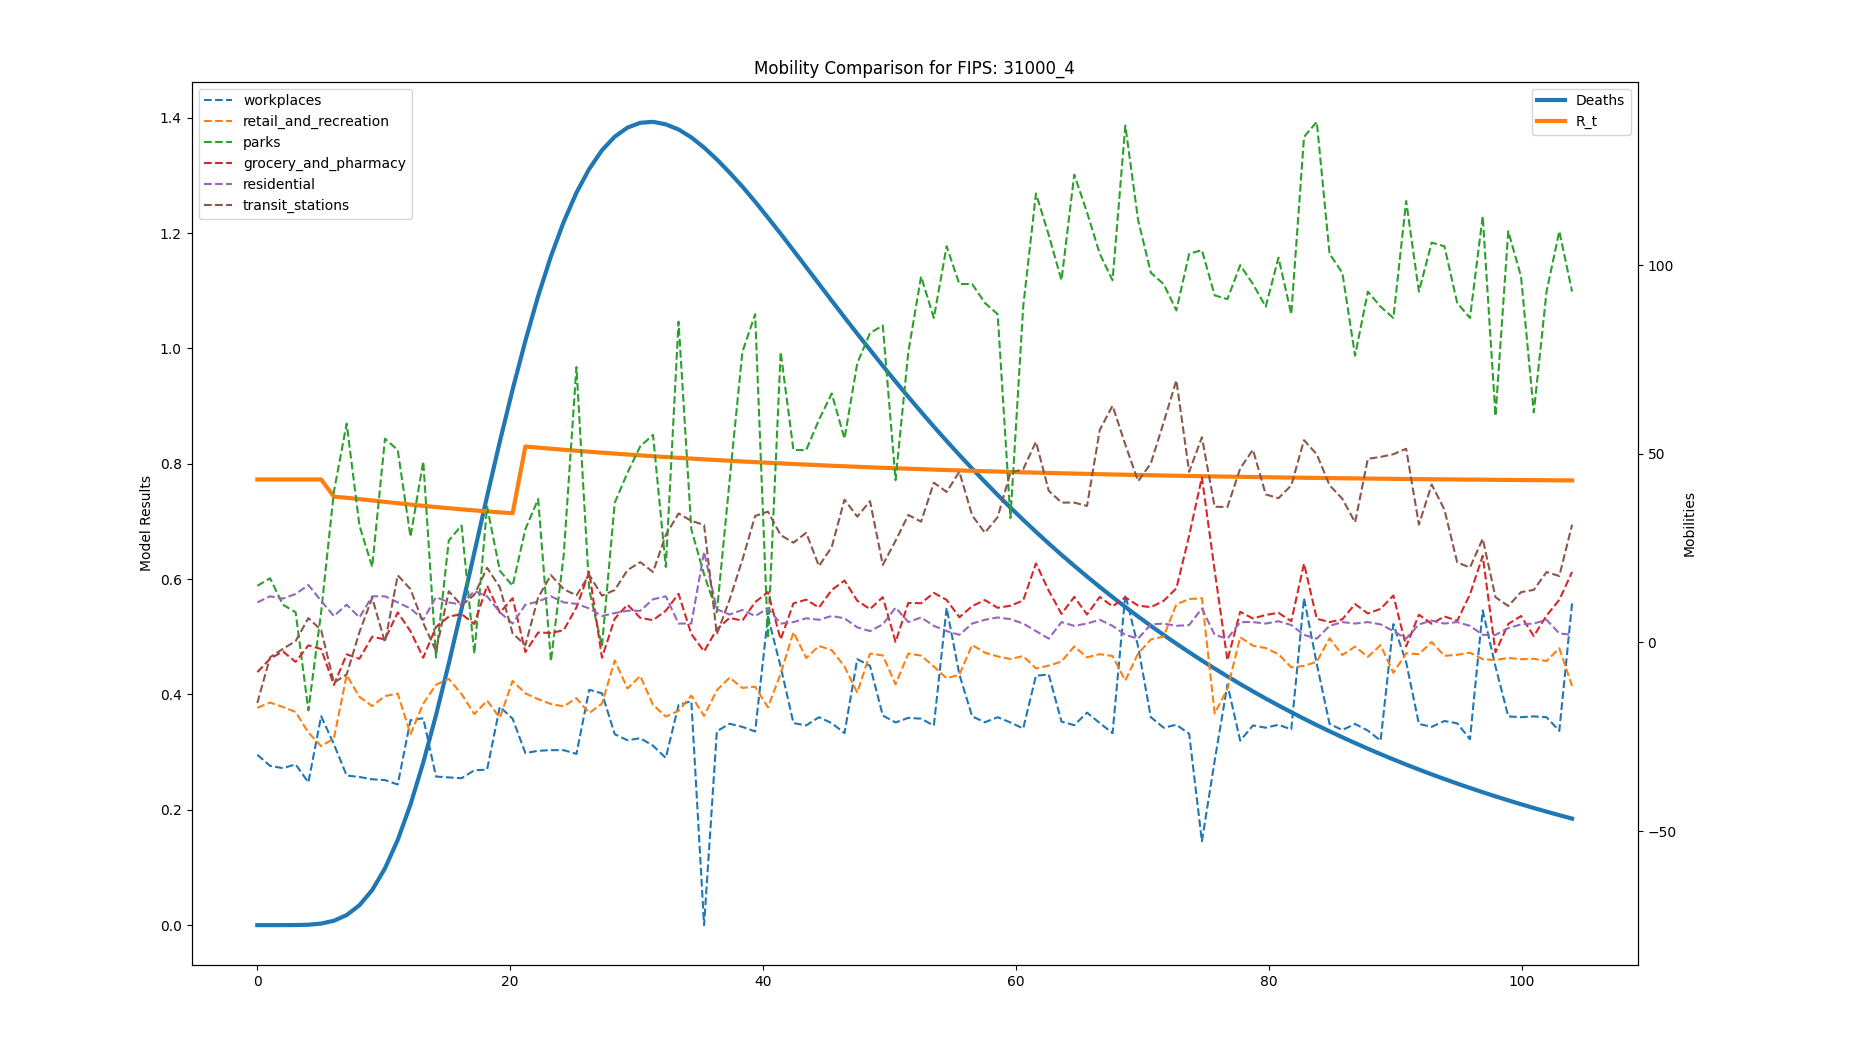 Mobility Comparison for FIPS: 31000_4
workplaces
retail_and_recreation
parks
grocery_and_pharmacy
residential
transit_stations
Deaths
R_t
Model Results
1.4
1.2
1.0
0.8
0.6
0.4
0.2
0.0
Mobilities
100
50
0
−50
0
20
40
60
80
100